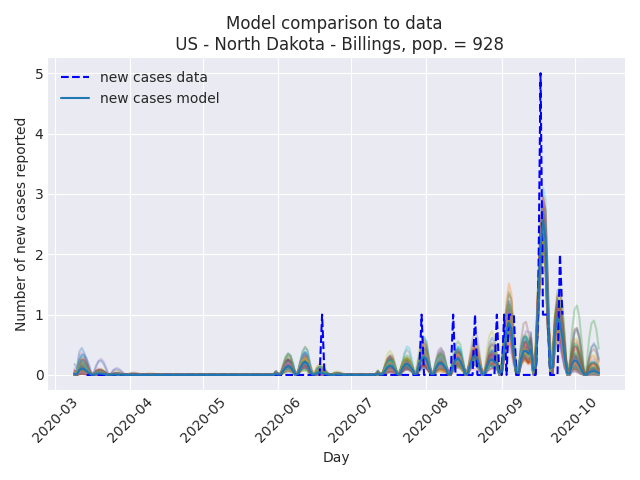 Model comparison to data
US - North Dakota - Billings, pop. = 928
new cases data
new cases model
Number of new cases reported
5
4
3
2
1
0
2020-03
2020-04
2020-05
2020-06
2020-07
2020-08
2020-09
2020-10
Day